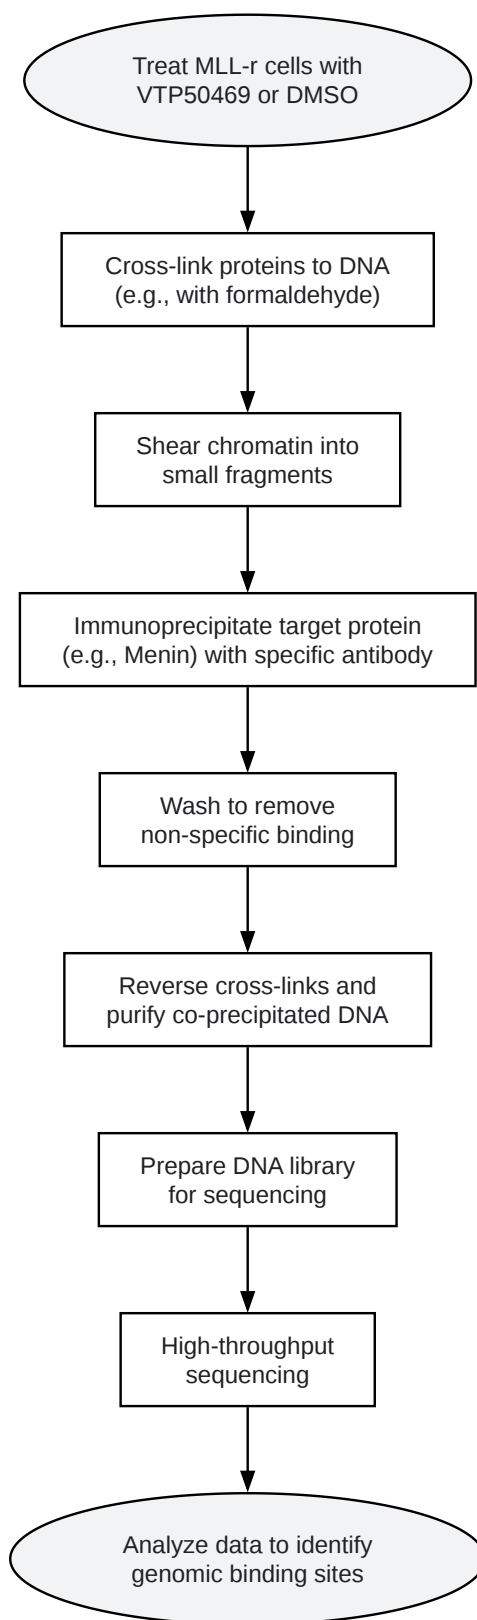 Treat MLL-r cells with
VTP50469 or DMSO
Cross-link proteins to DNA
(e.g., with formaldehyde)
Shear chromatin into
small fragments
Immunoprecipitate target protein
(e.g., Menin) with specific antibody
Wash to remove
non-specific binding
Reverse cross-links and
purify co-precipitated DNA
Prepare DNA library
for sequencing
High-throughput
sequencing
Analyze data to identify
genomic binding sites